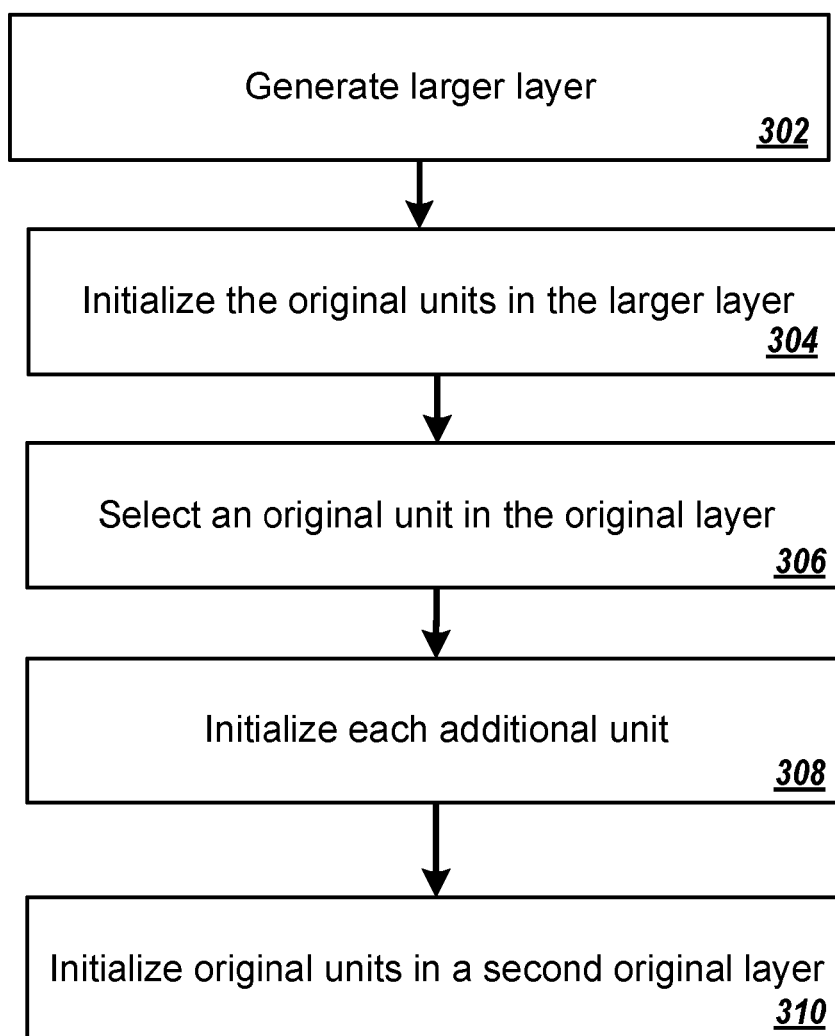 Generate larger layer
302
Initialize the original units in the larger layer
304
Select an original unit in the original layer
306
Initialize each additional unit
308
Initialize original units in a second original layer
310